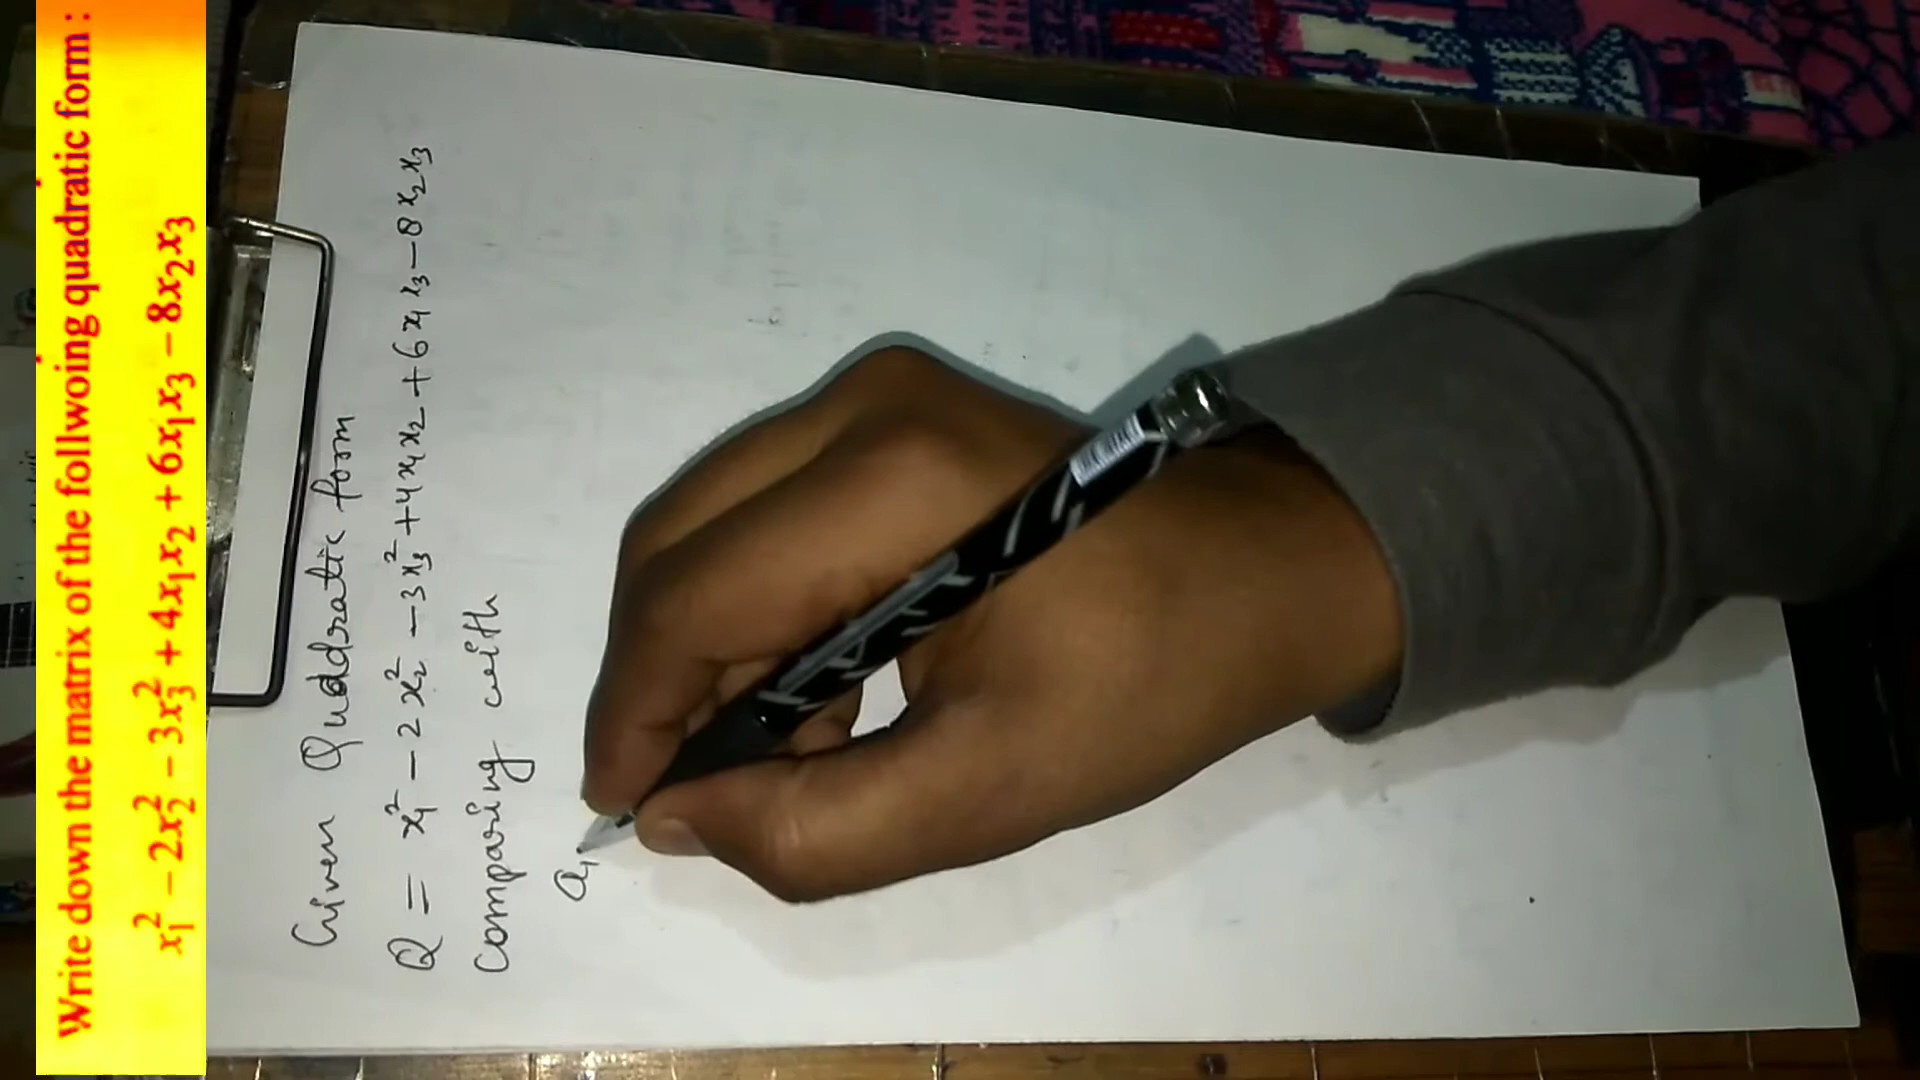 Write down the matrix of the follwoing quadratic form :
x₁² − 2x₂² − 3x₃² + 4x₁x₂ + 6x₁x₃ − 8x₂x₃
Given Quddratic form
Q = x₁² − 2x₂² − 3x₃² + 4x₁x₂ + 6x₁x₃ − 8x₂x₃
Comparing with
a₁